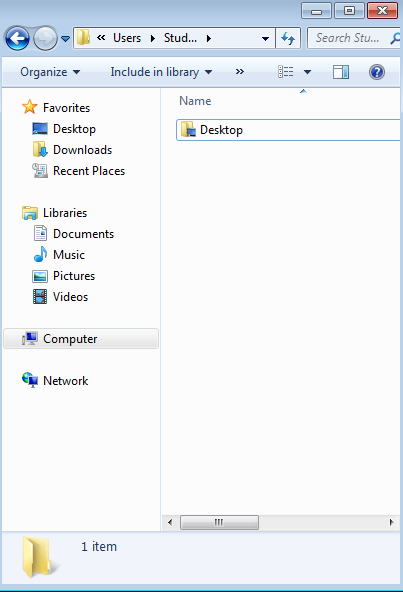 « Users Stud... Search Stu...
Organize Include in library »
Favorites
Desktop
Downloads
Recent Places
Libraries
Documents
Music
Pictures
Videos
Computer
Network
Name
Desktop
1 item